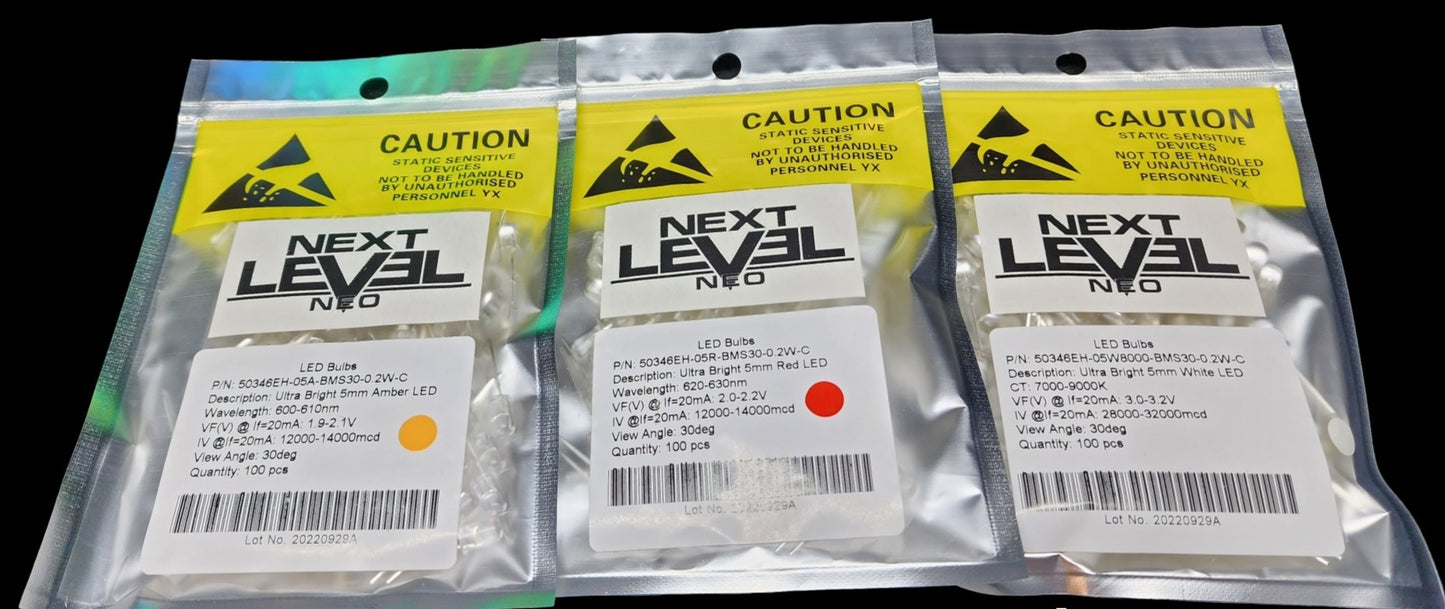 CAUTION
STATIC SENSITIVE
DEVICES
NOT TO BE HANDLED
BY UNAUTHORISED
PERSONNEL YX
NEXT
LEVEL
NEO
LED Bulbs
P/N: 50346EH-05A-BMS30-0.2W-C
Description: Ultra Bright 5mm Amber LED
Wavelength: 600-610nm
VF(V) @ If=20mA: 1.9-2.1V
IV @If=20mA: 12000-14000mcd
View Angle: 30deg
Quantity: 100 pcs
Lot No. 20220929A
CAUTION
STATIC SENSITIVE
DEVICES
NOT TO BE HANDLED
BY UNAUTHORISED
PERSONNEL YX
NEXT
LEVEL
NEO
LED Bulbs
P/N: 50346EH-05R-BMS30-0.2W-C
Description: Ultra Bright 5mm Red LED
Wavelength: 620-630nm
VF(V) @ If=20mA: 2.0-2.2V
IV @If=20mA: 12000-14000mcd
View Angle: 30deg
Quantity: 100 pcs
Lot No. 20220929A
CAUTION
STATIC SENSITIVE
DEVICES
NOT TO BE HANDLED
BY UNAUTHORISED
PERSONNEL YX
NEXT
LEVEL
NEO
LED Bulbs
P/N: 50346EH-05W8000-BMS30-0.2W-C
Description: Ultra Bright 5mm White LED
CT: 7000-9000K
VF(V) @ If=20mA: 3.0-3.2V
IV @If=20mA: 28000-32000mcd
View Angle: 30deg
Quantity: 100 pcs
Lot No. 20220929A